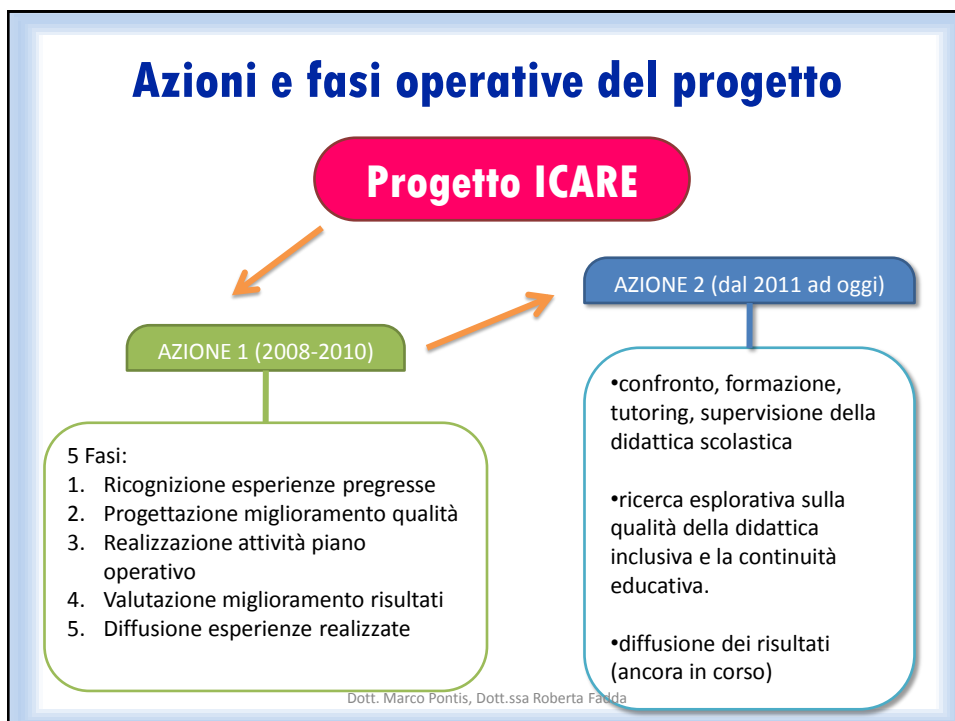 Azioni e fasi operative del progetto
Progetto ICARE
AZIONE 1 (2008-2010)
5 Fasi:
1. Ricognizione esperienze pregresse
2. Progettazione miglioramento qualità
3. Realizzazione attività piano
operativo
4. Valutazione miglioramento risultati
5. Diffusione esperienze realizzate
AZIONE 2 (dal 2011 ad oggi)
•confronto, formazione,
tutoring, supervisione della
didattica scolastica
•ricerca esplorativa sulla
qualità della didattica
inclusiva e la continuità
educativa.
•diffusione dei risultati
(ancora in corso)
Dott. Marco Pontis, Dott.ssa Roberta Fadda